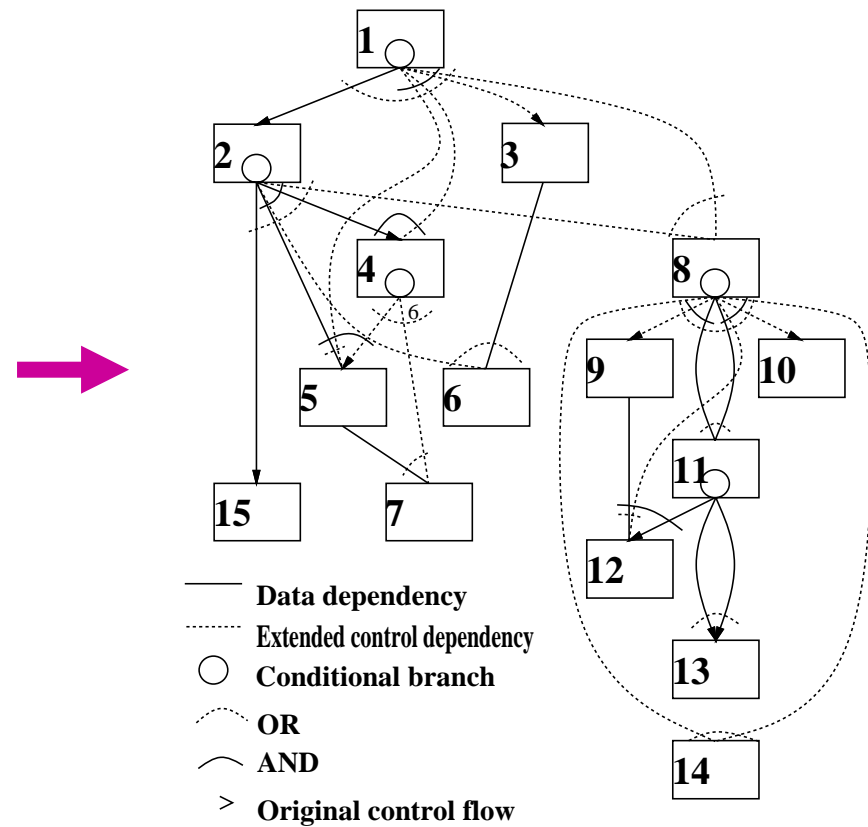 1
2
3
4
8
6
9
10
5
6
11
15
7
12
Data dependency
Extended control dependency
Conditional branch
13
OR
AND
14
Original control flow